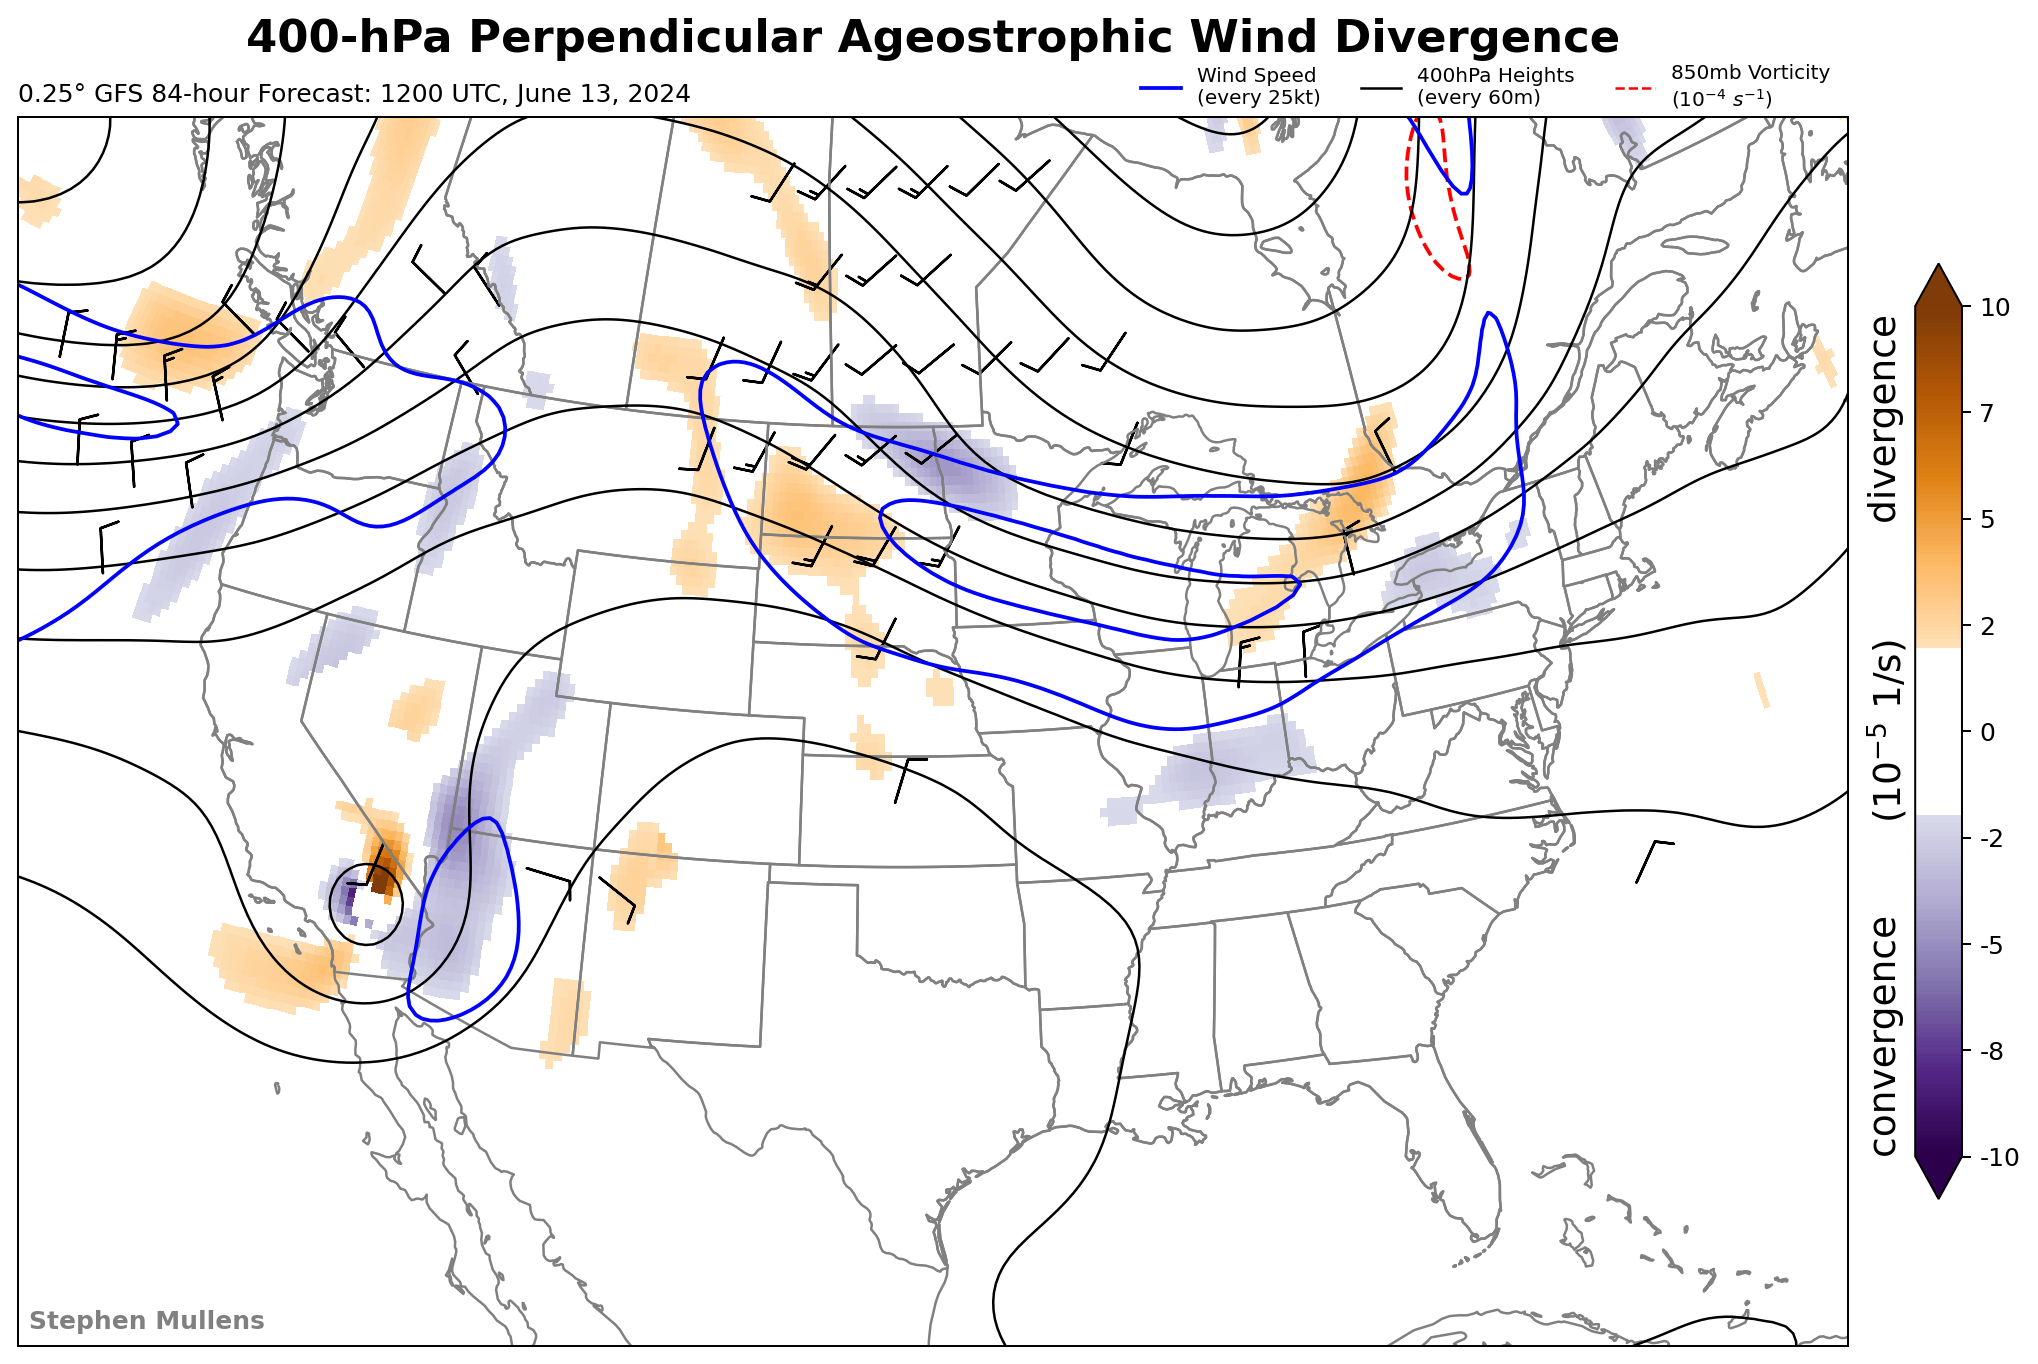 400-hPa Perpendicular Ageostrophic Wind Divergence
0.25° GFS 84-hour Forecast: 1200 UTC, June 13, 2024
Wind Speed
(every 25kt)
400hPa Heights
(every 60m)
850mb Vorticity
(10⁻⁴ s⁻¹)
10
7
5
2
0
-2
-5
-8
-10
convergence (10⁻⁵ 1/s) divergence
Stephen Mullens